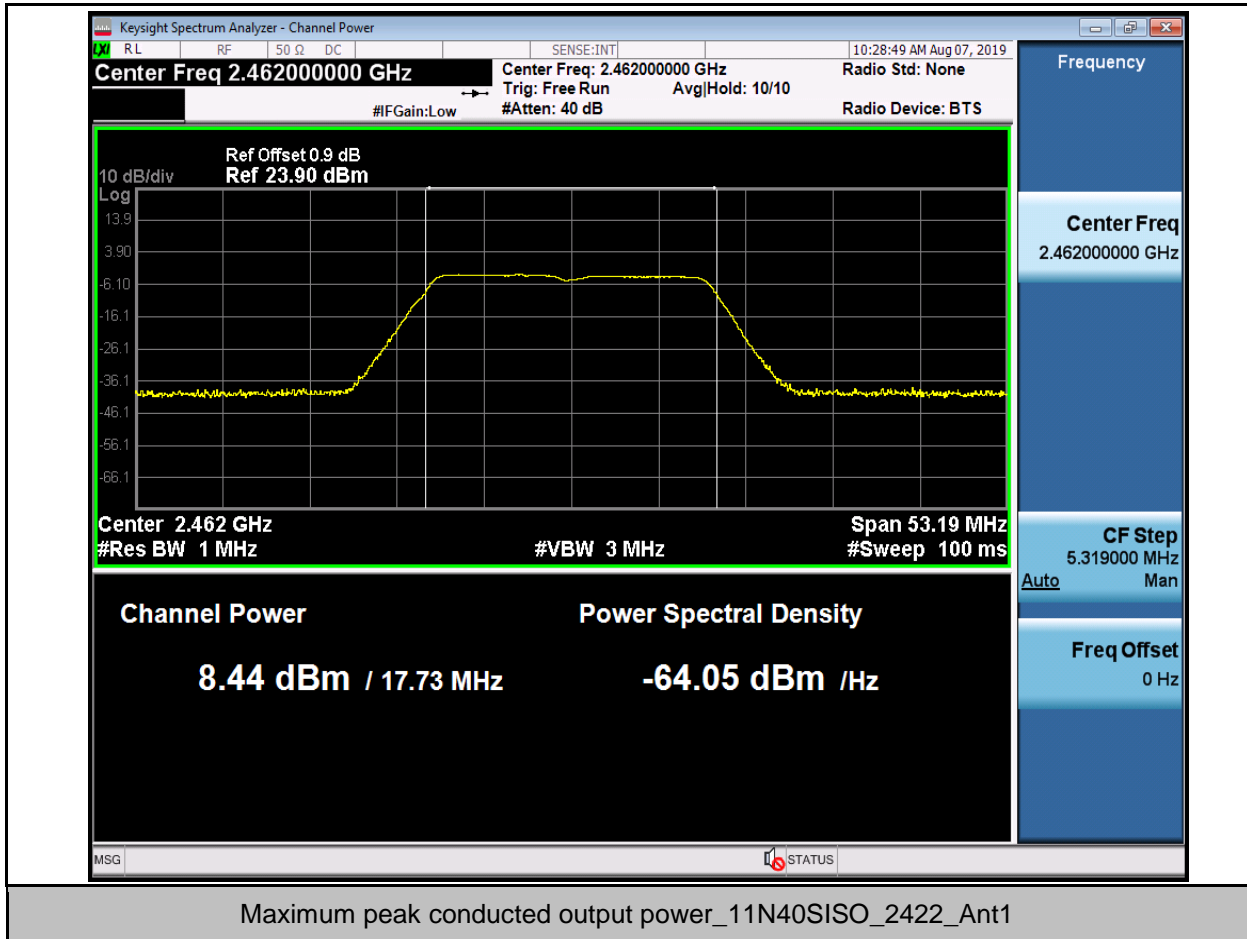 Keysight Spectrum Analyzer - Channel Power
LXI RL RF 50 Ω DC SENSE:INT 10:28:49 AM Aug 07, 2019
Center Freq 2.462000000 GHz
#IFGain:Low
Center Freq: 2.462000000 GHz
Trig: Free Run Avg|Hold: 10/10
#Atten: 40 dB
Radio Std: None
Radio Device: BTS
Ref Offset 0.9 dB
10 dB/div Ref 23.90 dBm
Log
13.9
3.90
-6.10
-16.1
-26.1
-36.1
-46.1
-56.1
-66.1
Center 2.462 GHz Span 53.19 MHz
#Res BW 1 MHz #VBW 3 MHz #Sweep 100 ms
Channel Power Power Spectral Density
8.44 dBm / 17.73 MHz -64.05 dBm /Hz
Frequency
Center Freq
2.462000000 GHz
CF Step
5.319000 MHz
Auto Man
Freq Offset
0 Hz
MSG STATUS
Maximum peak conducted output power_11N40SISO_2422_Ant1